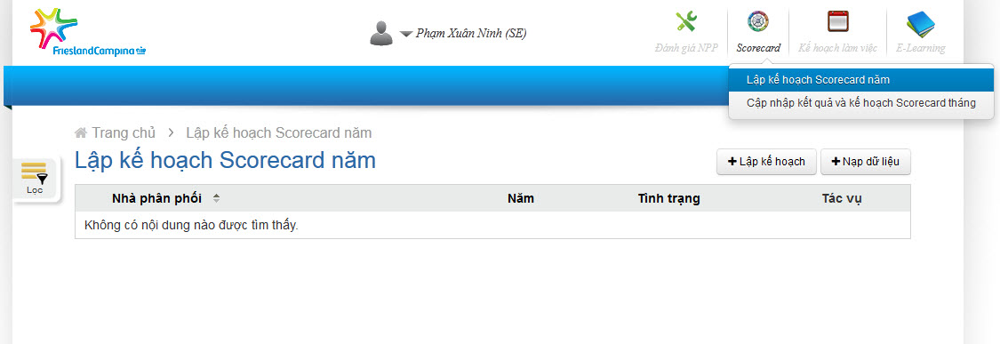 FrieslandCampina
Phạm Xuân Ninh (SE)
Đánh giá NPP
Scorecard
Kế hoạch làm việc
E-Learning
Lập kế hoạch Scorecard năm
Cập nhập kết quả và kế hoạch Scorecard tháng
Trang chủ > Lập kế hoạch Scorecard năm
Lập kế hoạch Scorecard năm
+ Lập kế hoạch
+ Nạp dữ liệu
Lọc
Nhà phân phối Năm Tình trạng Tác vụ
Không có nội dung nào được tìm thấy.